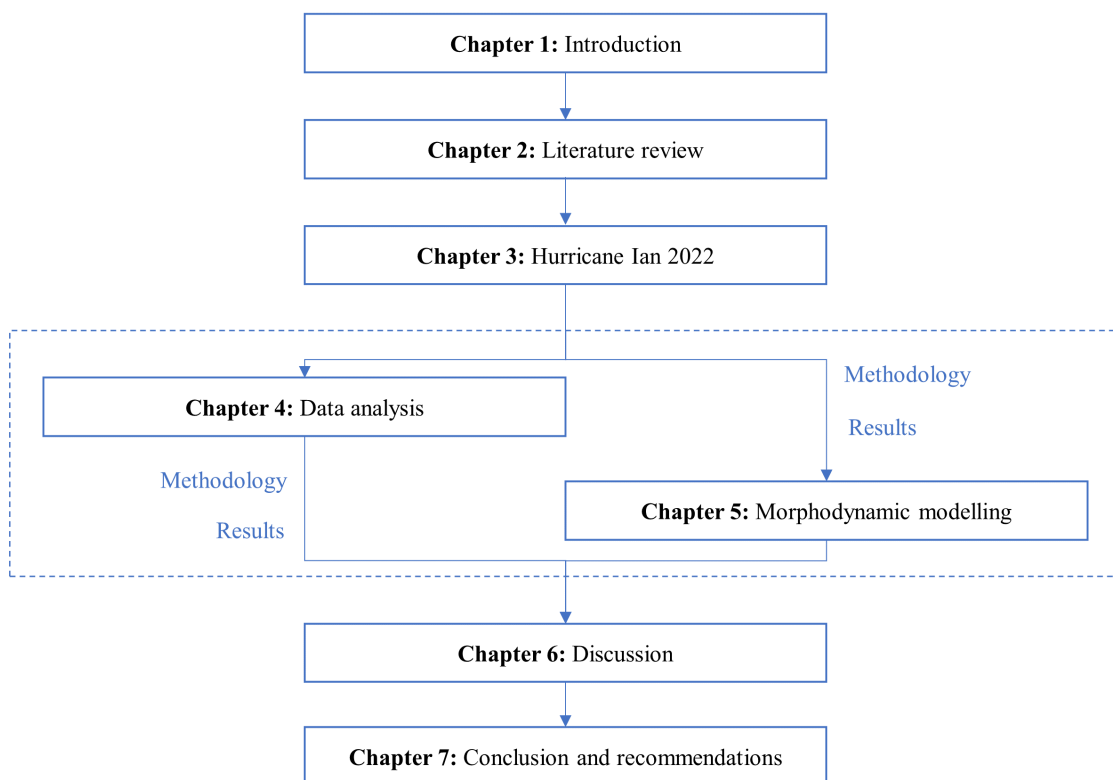 Chapter 1: Introduction
Chapter 2: Literature review
Chapter 3: Hurricane Ian 2022
Methodology
Chapter 4: Data analysis
Results
Methodology
Chapter 5: Morphodynamic modelling
Results
Chapter 6: Discussion
Chapter 7: Conclusion and recommendations